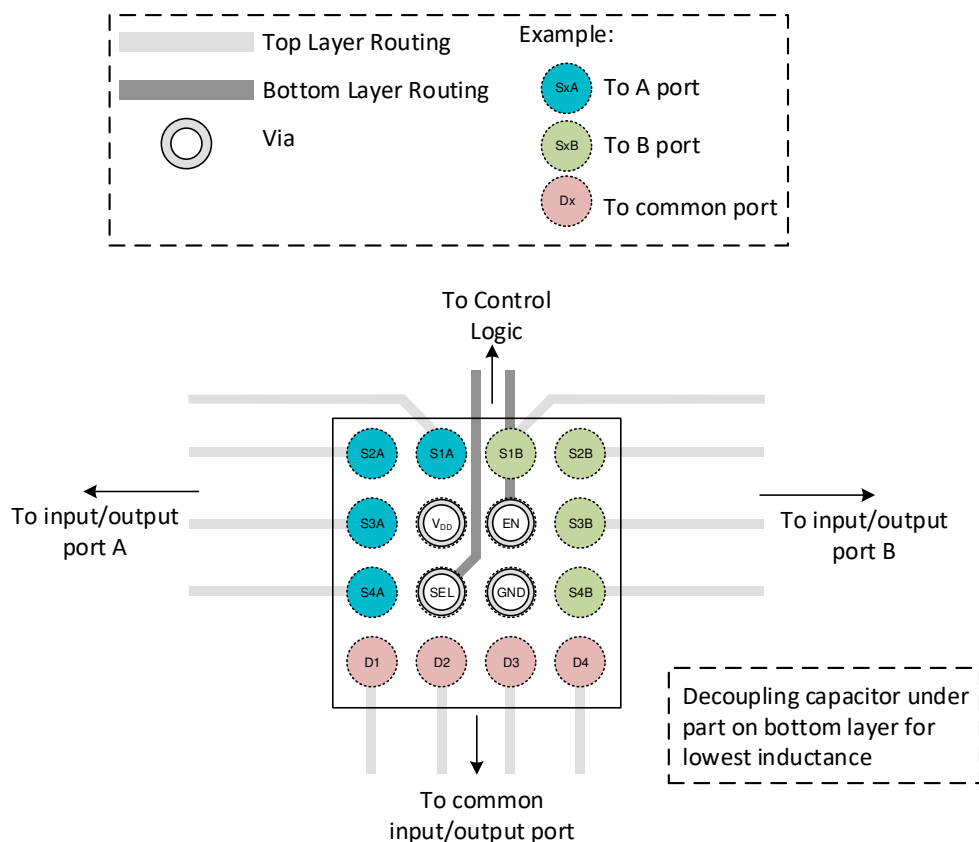 Top Layer Routing
Bottom Layer Routing
Via
Example:
SxA To A port
SxB To B port
Dx To common port
To Control
Logic
S2A S1A S1B S2B
To input/output
port A
S3A VDD EN S3B
To input/output
port B
S4A SEL GND S4B
D1 D2 D3 D4
Decoupling capacitor under
part on bottom layer for
lowest inductance
To common
input/output port